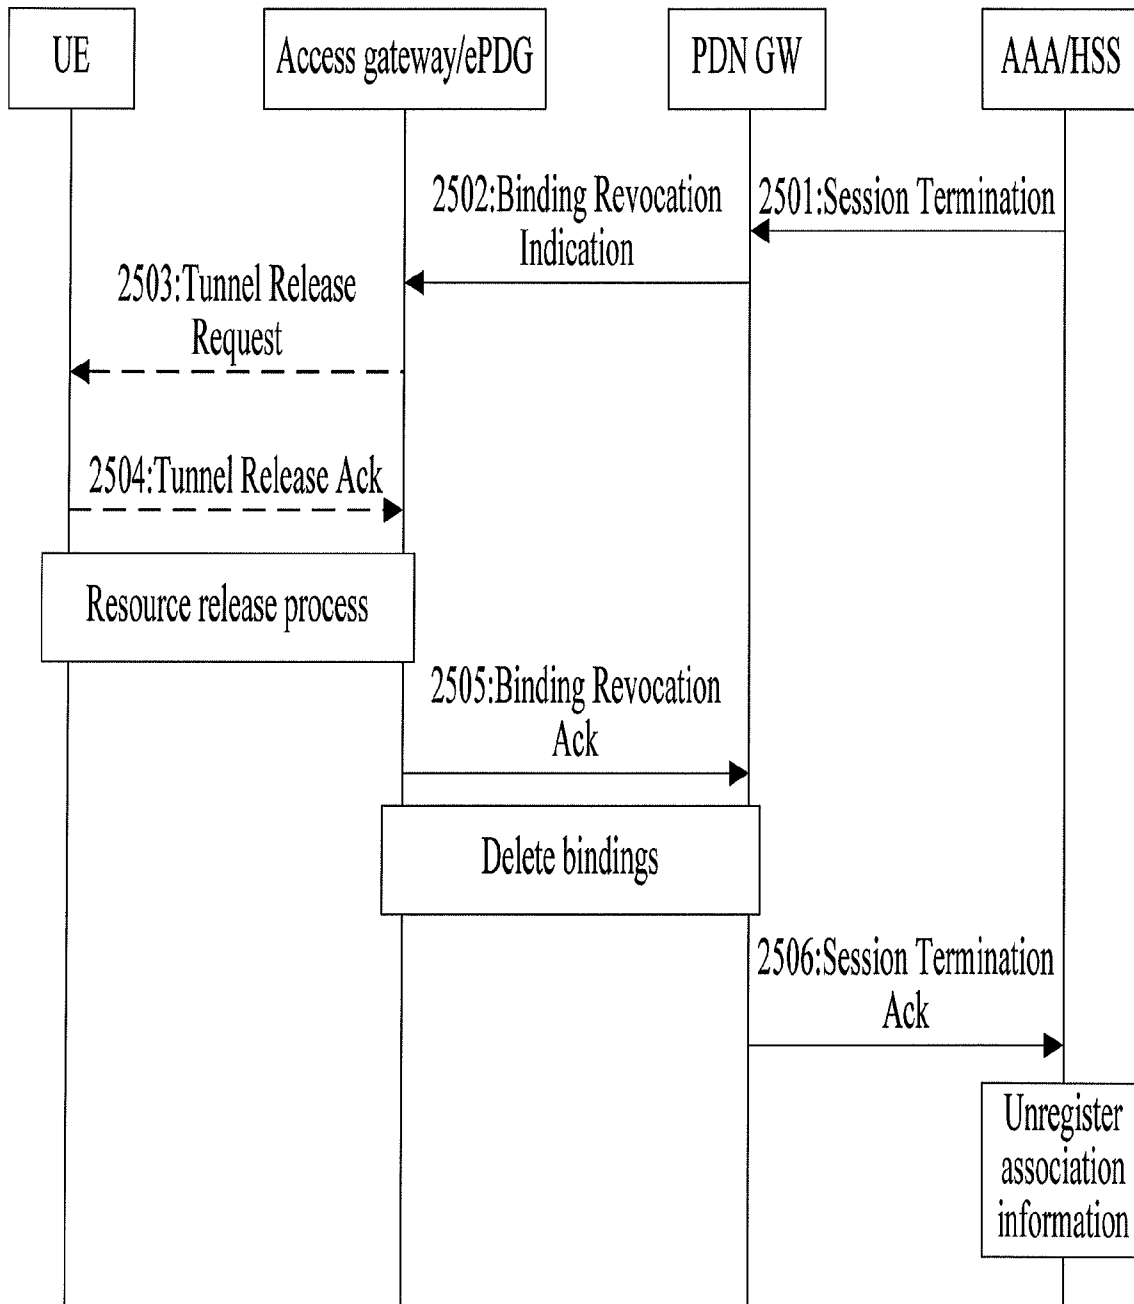 UE
Access gateway/ePDG
PDN GW
AAA/HSS
2501:Session Termination
2502:Binding Revocation
Indication
2503:Tunnel Release
Request
2504:Tunnel Release Ack
Resource release process
2505:Binding Revocation
Ack
Delete bindings
2506:Session Termination
Ack
Unregister
association
information